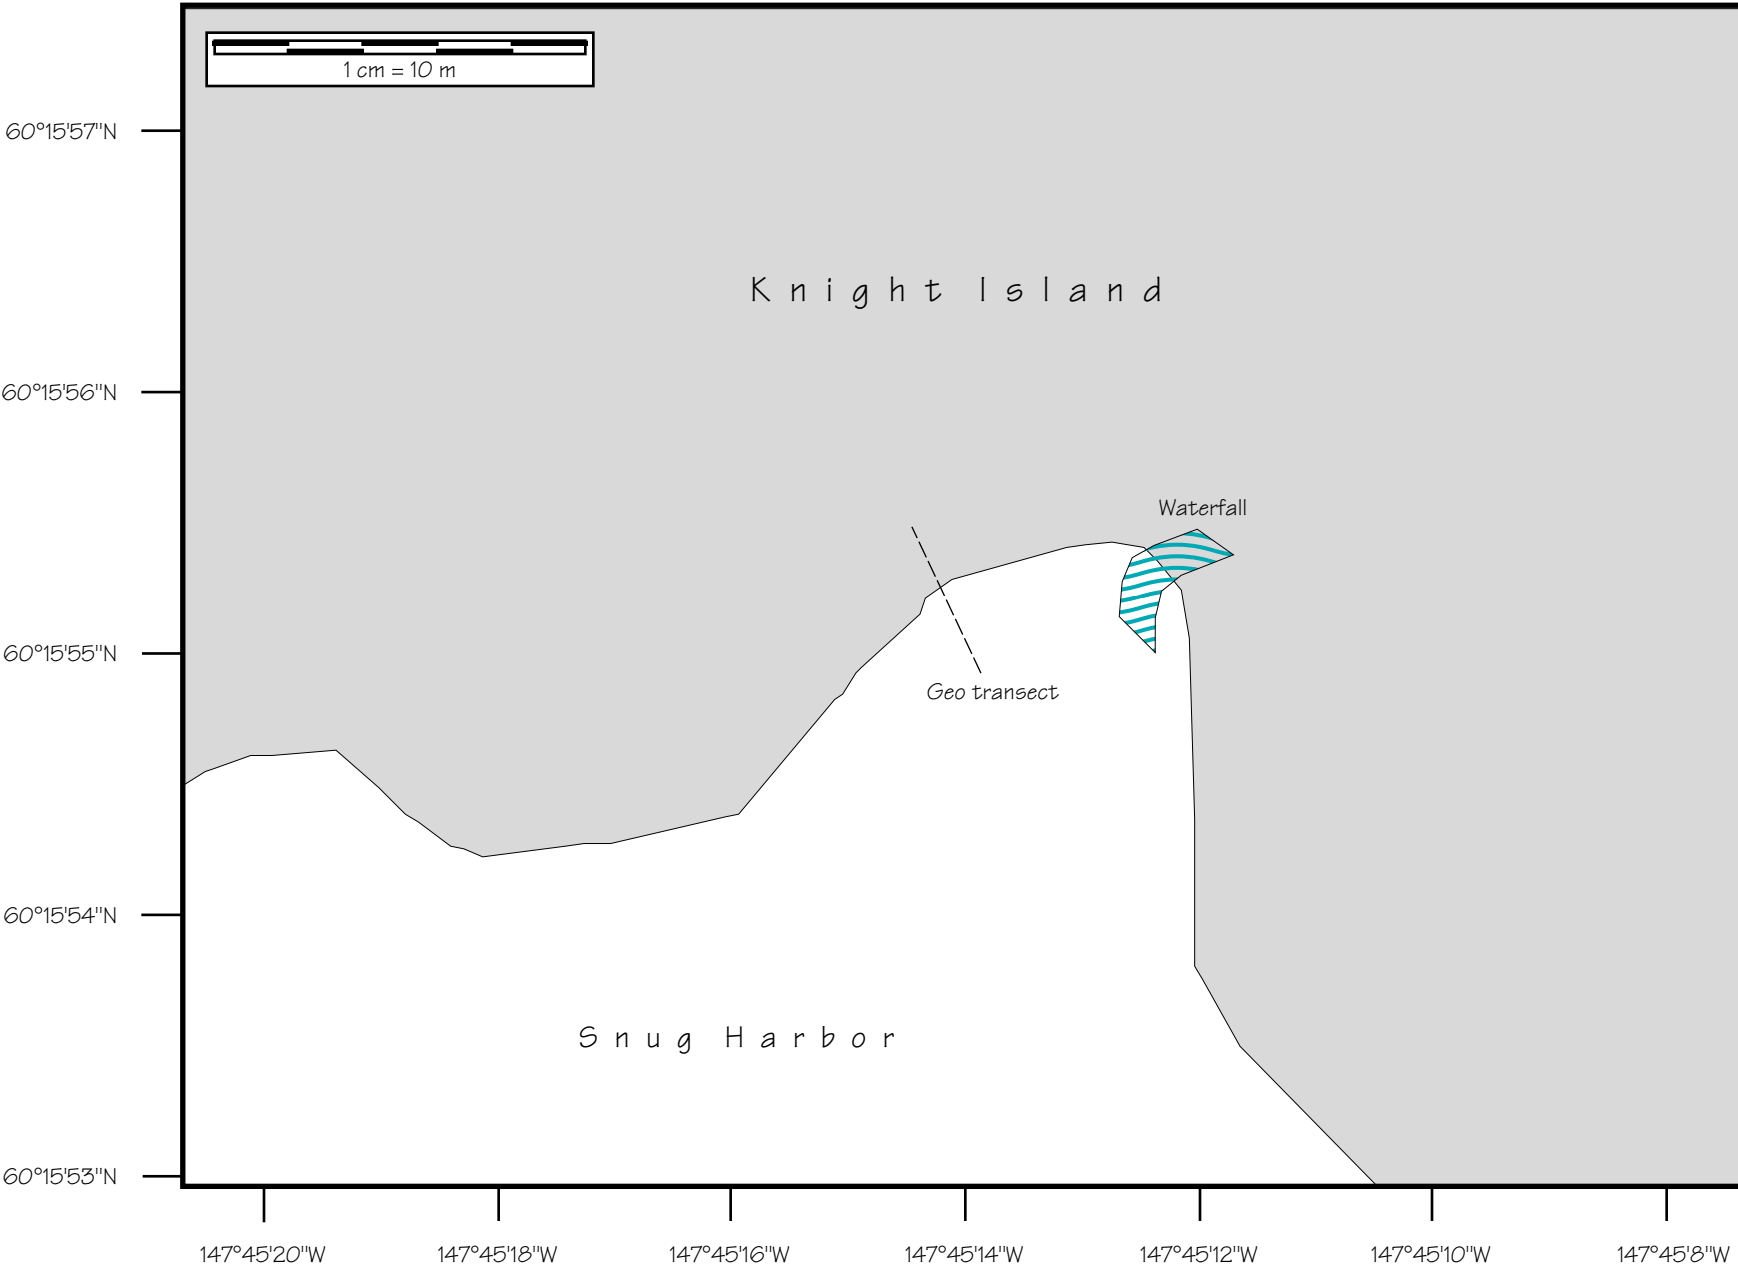 1 cm = 10 m
60°15'57"N
Knight Island
60°15'56"N
Waterfall
60°15'55"N
Geo transect
60°15'54"N
Snug Harbor
60°15'53"N
147°45'20"W 147°45'18"W 147°45'16"W 147°45'14"W 147°45'12"W 147°45'10"W 147°45'8"W